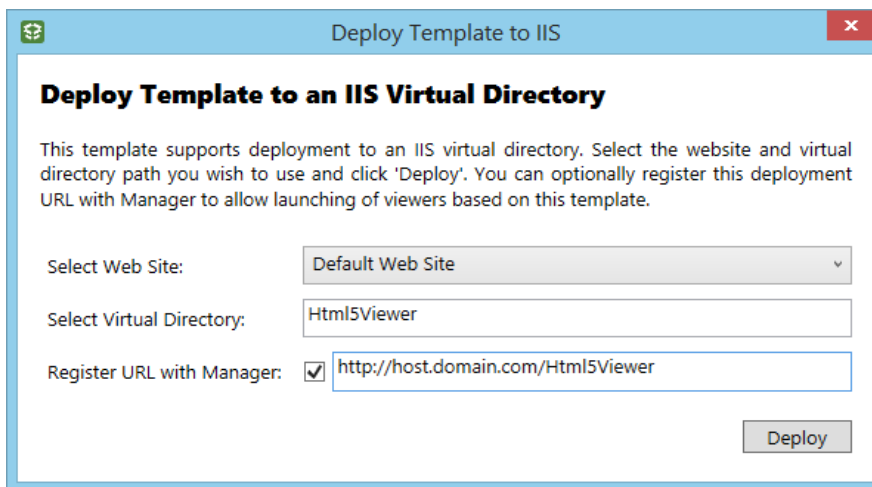 Deploy Template to IIS
Deploy Template to an IIS Virtual Directory
This template supports deployment to an IIS virtual directory. Select the website and virtual
directory path you wish to use and click 'Deploy'. You can optionally register this deployment
URL with Manager to allow launching of viewers based on this template.
Select Web Site: Default Web Site
Select Virtual Directory: Html5Viewer
Register URL with Manager: http://host.domain.com/Html5Viewer
Deploy